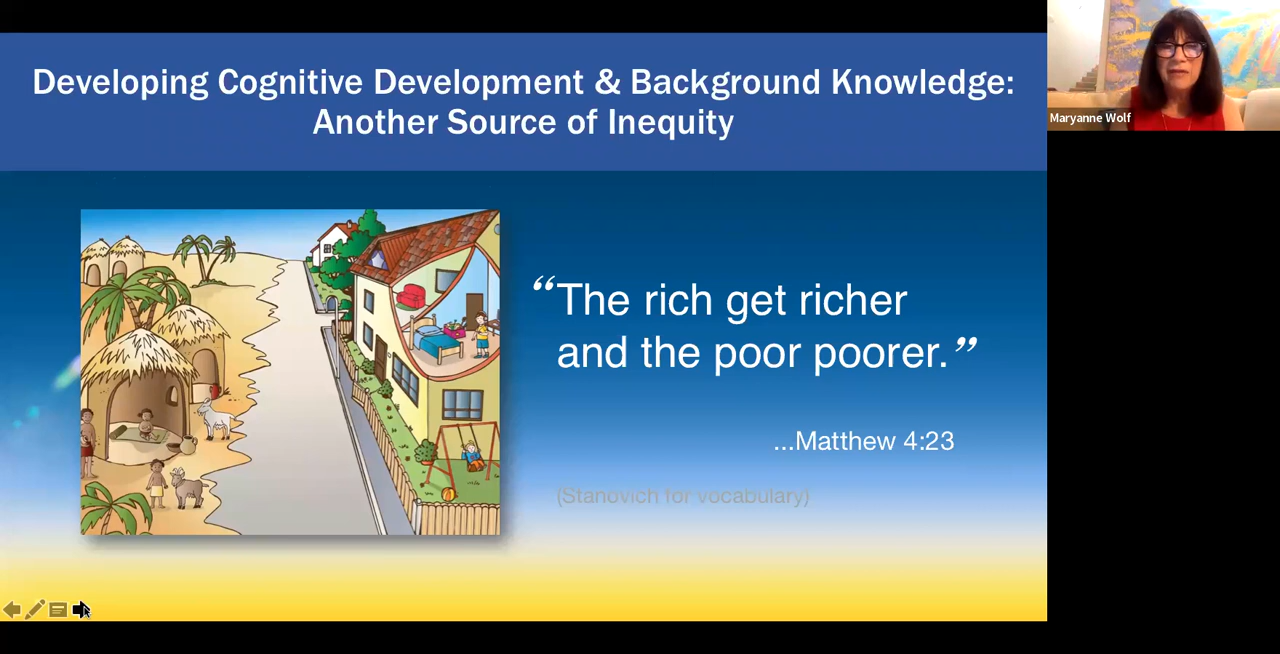 Developing Cognitive Development & Background Knowledge:
Another Source of Inequity
“The rich get richer
and the poor poorer.”
...Matthew 4:23
(Stanovich for vocabulary)
Maryanne Wolf